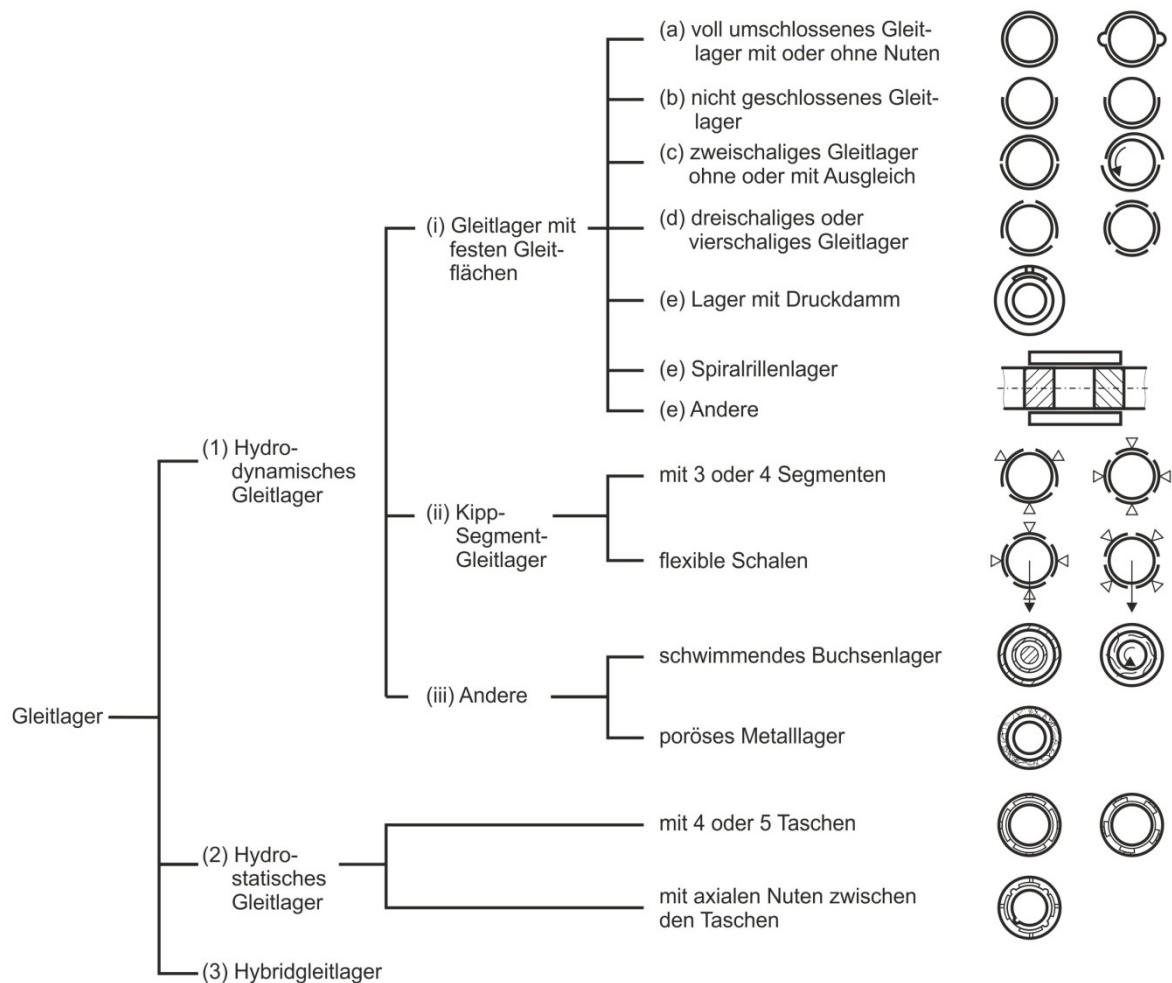 (a) voll umschlossenes Gleit-
lager mit oder ohne Nuten
(b) nicht geschlossenes Gleit-
lager
(c) zweischaliges Gleitlager
ohne oder mit Ausgleich
(i) Gleitlager mit
festen Gleit-
flächen
(d) dreischaliges oder
vierschaliges Gleitlager
(e) Lager mit Druckdamm
(e) Spiralrillenlager
(e) Andere
(1) Hydro-
dynamisches
Gleitlager
mit 3 oder 4 Segmenten
(ii) Kipp-
Segment-
Gleitlager
flexible Schalen
schwimmendes Buchsenlager
(iii) Andere
Gleitlager
poröses Metalllager
mit 4 oder 5 Taschen
(2) Hydro-
statisches
Gleitlager
mit axialen Nuten zwischen
den Taschen
(3) Hybridgleitlager